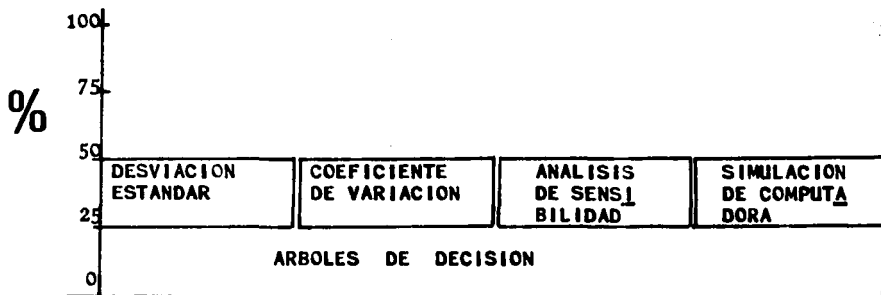 100
75
%
50
DESVIACION
ESTANDAR
COEFICIENTE
DE VARIACION
ANALISIS
DE SENSI
BILIDAD
SIMULACION
DE COMPUTA
DORA
25
ARBOLES DE DECISION
0